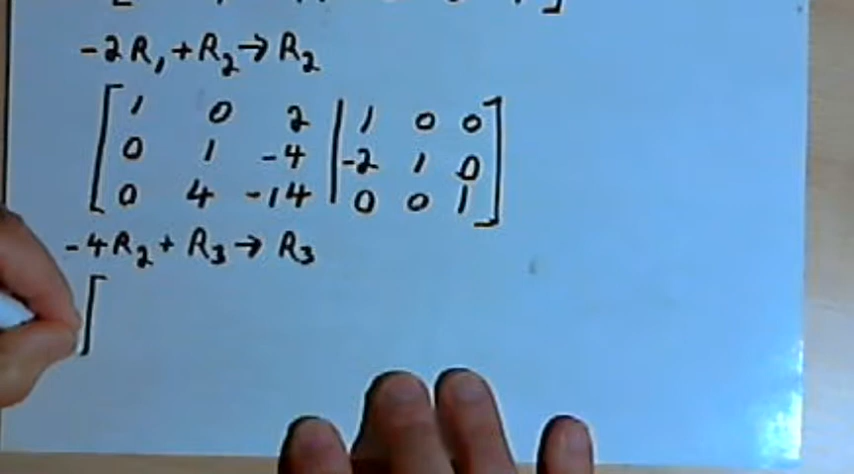 -2R₁+R₂→R₂
[ 1 0 2 | 1 0 0 ]
[ 0 1 -4 | -2 1 0 ]
[ 0 4 -14 | 0 0 1 ]
-4R₂+R₃→R₃
[